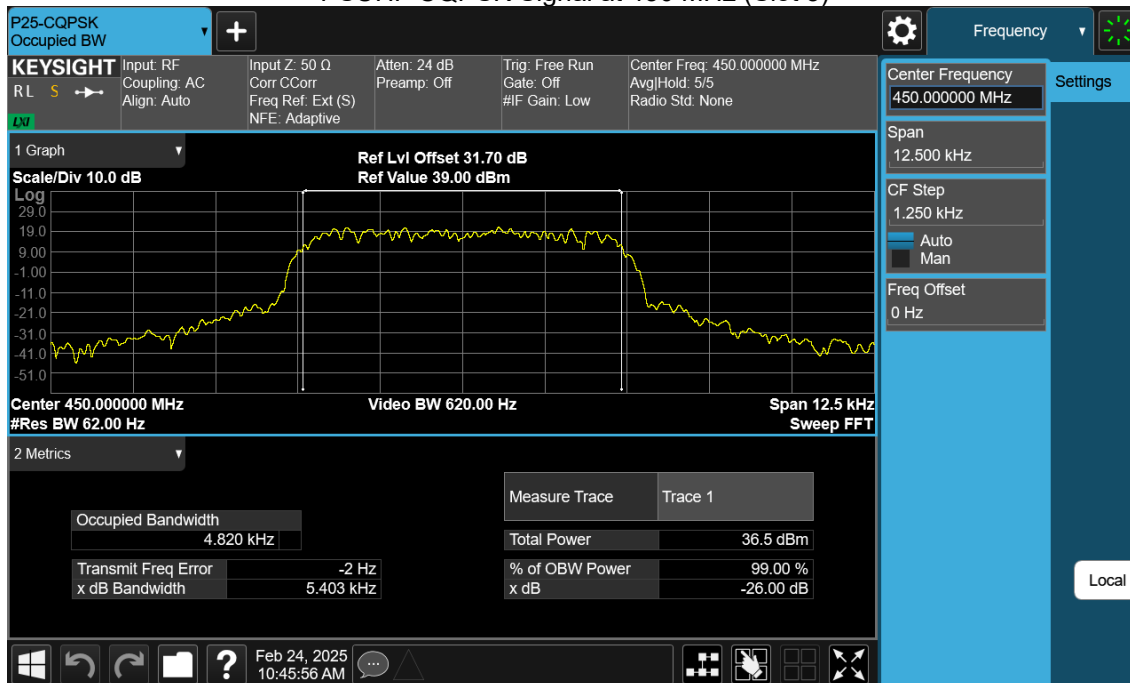 P25-CQPSK
Occupied BW
Frequency
KEYSIGHT
RL S
LXI
Input: RF
Coupling: AC
Align: Auto
Input Z: 50 Ω
Corr CCorr
Freq Ref: Ext (S)
NFE: Adaptive
Atten: 24 dB
Preamp: Off
Trig: Free Run
Gate: Off
#IF Gain: Low
Center Freq: 450.000000 MHz
Avg|Hold: 5/5
Radio Std: None
Center Frequency
450.000000 MHz
Settings
Span
12.500 kHz
CF Step
1.250 kHz
Auto
Man
Freq Offset
0 Hz
1 Graph
Scale/Div 10.0 dB
Ref Lvl Offset 31.70 dB
Ref Value 39.00 dBm
Log
29.0
19.0
9.00
-1.00
-11.0
-21.0
-31.0
-41.0
-51.0
Center 450.000000 MHz
#Res BW 62.00 Hz
Video BW 620.00 Hz
Span 12.5 kHz
Sweep FFT
2 Metrics
Measure Trace Trace 1
Occupied Bandwidth
4.820 kHz
Total Power 36.5 dBm
Transmit Freq Error -2 Hz
% of OBW Power 99.00 %
x dB Bandwidth 5.403 kHz
x dB -26.00 dB
Local
?
Feb 24, 2025
10:45:56 AM